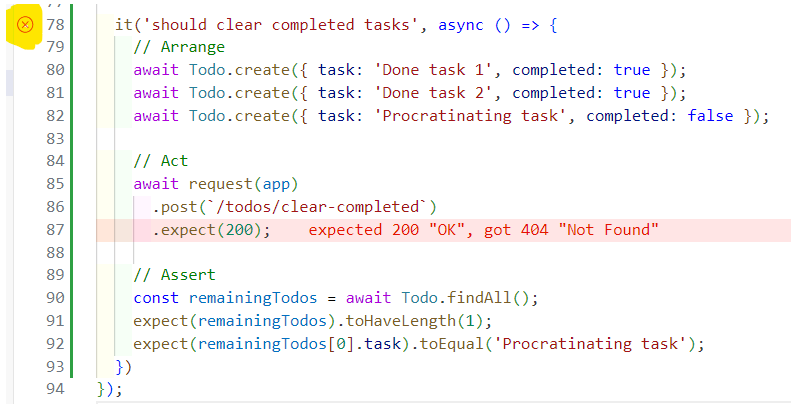 77
78 it('should clear completed tasks', async () => {
79 // Arrange
80 await Todo.create({ task: 'Done task 1', completed: true });
81 await Todo.create({ task: 'Done task 2', completed: true });
82 await Todo.create({ task: 'Procratinating task', completed: false });
83
84 // Act
85 await request(app)
86 .post(`/todos/clear-completed`)
87 .expect(200); expected 200 "OK", got 404 "Not Found"
88
89 // Assert
90 const remainingTodos = await Todo.findAll();
91 expect(remainingTodos).toHaveLength(1);
92 expect(remainingTodos[0].task).toEqual('Procratinating task');
93 })
94 });